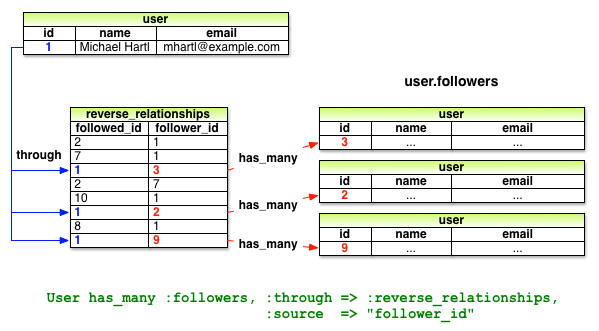 user
id name email
1 Michael Hartl mhartl@example.com
user.followers
reverse_relationships
followed_id follower_id
2 1
7 1
1 3
2 7
10 1
1 2
8 1
1 9
through
has_many
has_many
has_many
user
id name email
3 ... ...
user
id name email
2 ... ...
user
id name email
9 ... ...
User has_many :followers, :through => :reverse_relationships,
:source => "follower_id"